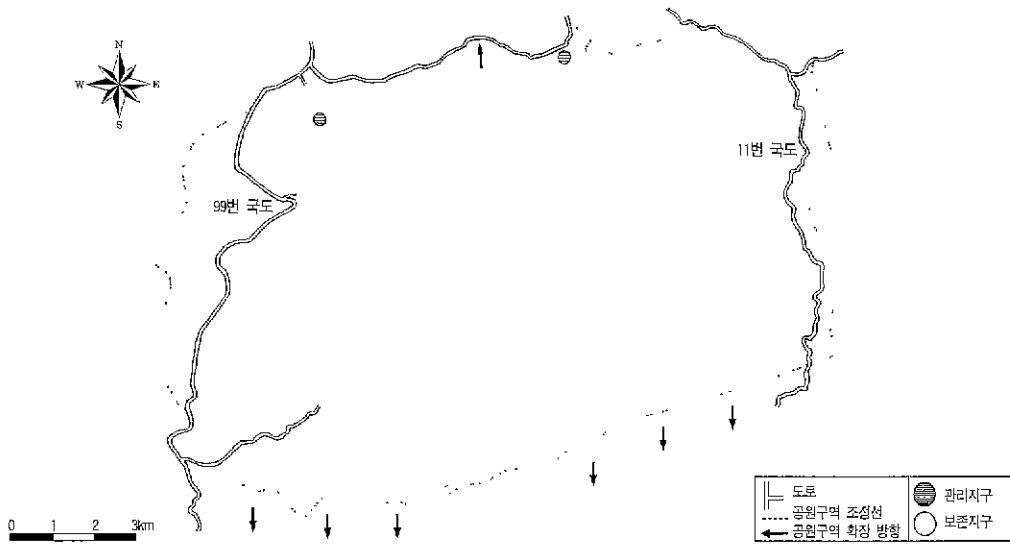 N
W E
S
11번 국도
99번 국도
도로
공원구역 조정선
공원구역 확장 방향
관리지구
보존지구
0 1 2 3km